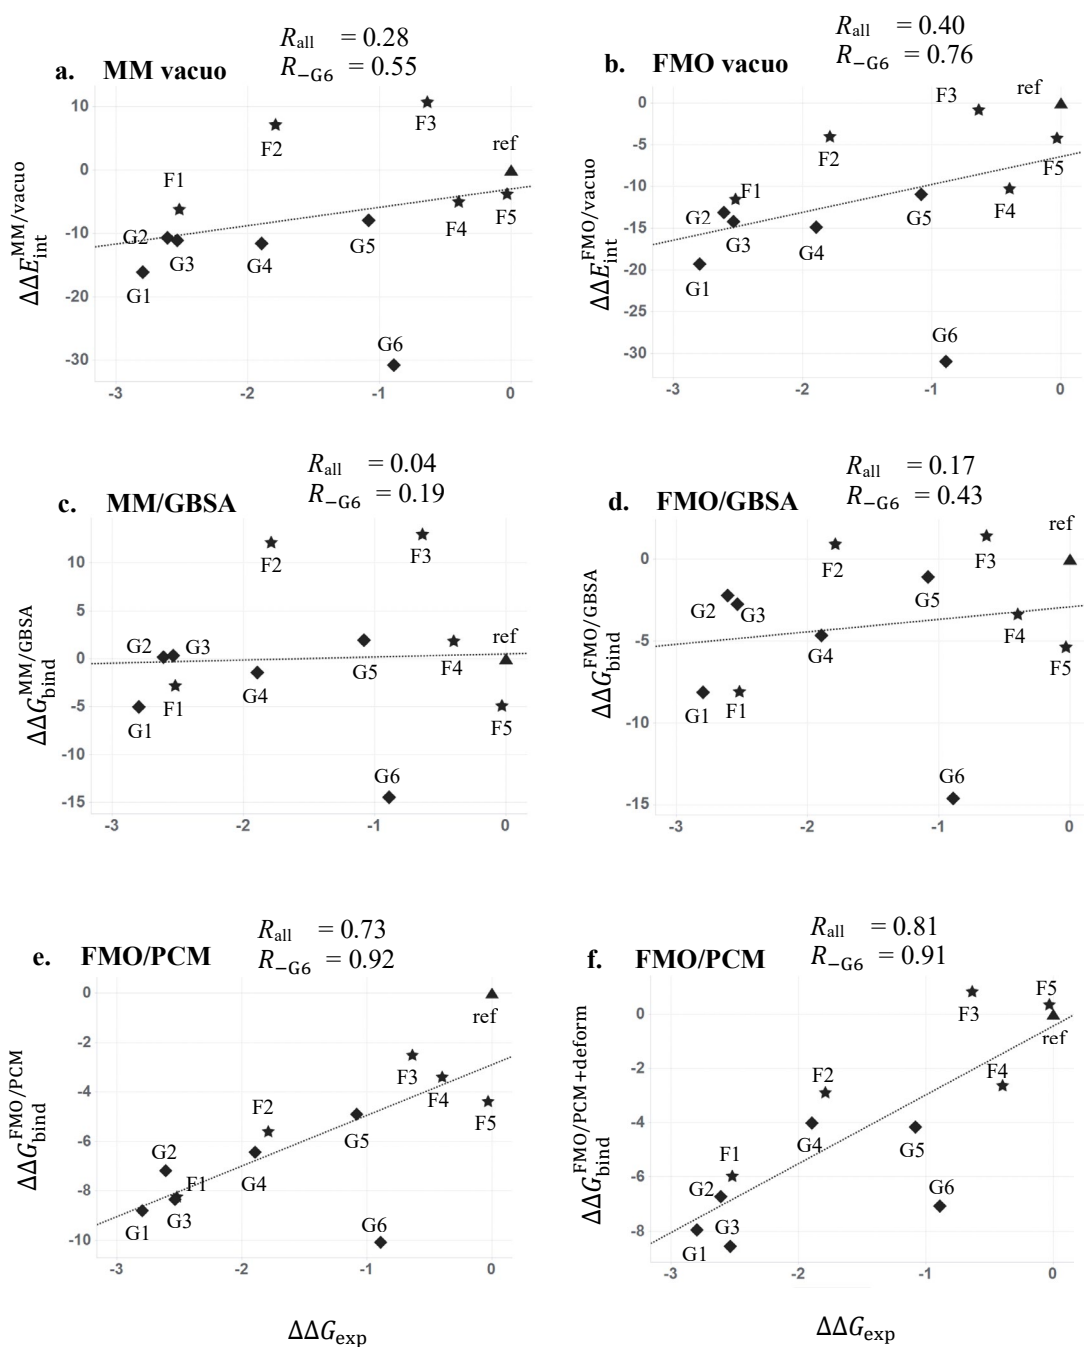 R_all = 0.28
R_−G6 = 0.55
a. MM vacuo
10
0
-10
-20
-30
-3
-2
-1
0
ΔΔE_int^MM/vacuo
F1
F2
F3
ref
F4
F5
G1
G2
G3
G4
G5
G6
R_all = 0.40
R_−G6 = 0.76
b. FMO vacuo
0
-5
-10
-15
-20
-25
-30
-3
-2
-1
0
ΔΔE_int^FMO/vacuo
F3
ref
F2
F5
F1
F4
G2
G3
G4
G5
G1
G6
R_all = 0.04
R_−G6 = 0.19
c. MM/GBSA
10
5
0
-5
-10
-15
-3
-2
-1
0
ΔΔG_bind^MM/GBSA
F2
F3
ref
G2
G3
G5
F4
G4
F1
G1
F5
G6
R_all = 0.17
R_−G6 = 0.43
d. FMO/GBSA
0
-5
-10
-15
-3
-2
-1
0
ΔΔG_bind^FMO/GBSA
ref
F2
F3
G2
G3
G5
F4
G4
F5
G1
F1
G6
R_all = 0.73
R_−G6 = 0.92
e. FMO/PCM
0
-2
-4
-6
-8
-10
-3
-2
-1
0
ΔΔG_bind^FMO/PCM
ref
F3
F4
F5
F2
G5
G2
F1
G4
G1
G3
G6
ΔΔG_exp
R_all = 0.81
R_−G6 = 0.91
f. FMO/PCM
0
-2
-4
-6
-8
-3
-2
-1
0
ΔΔG_bind^FMO/PCM+deform
F5
F3
ref
F2
F4
G4
G5
F1
G2
G6
G3
G1
ΔΔG_exp